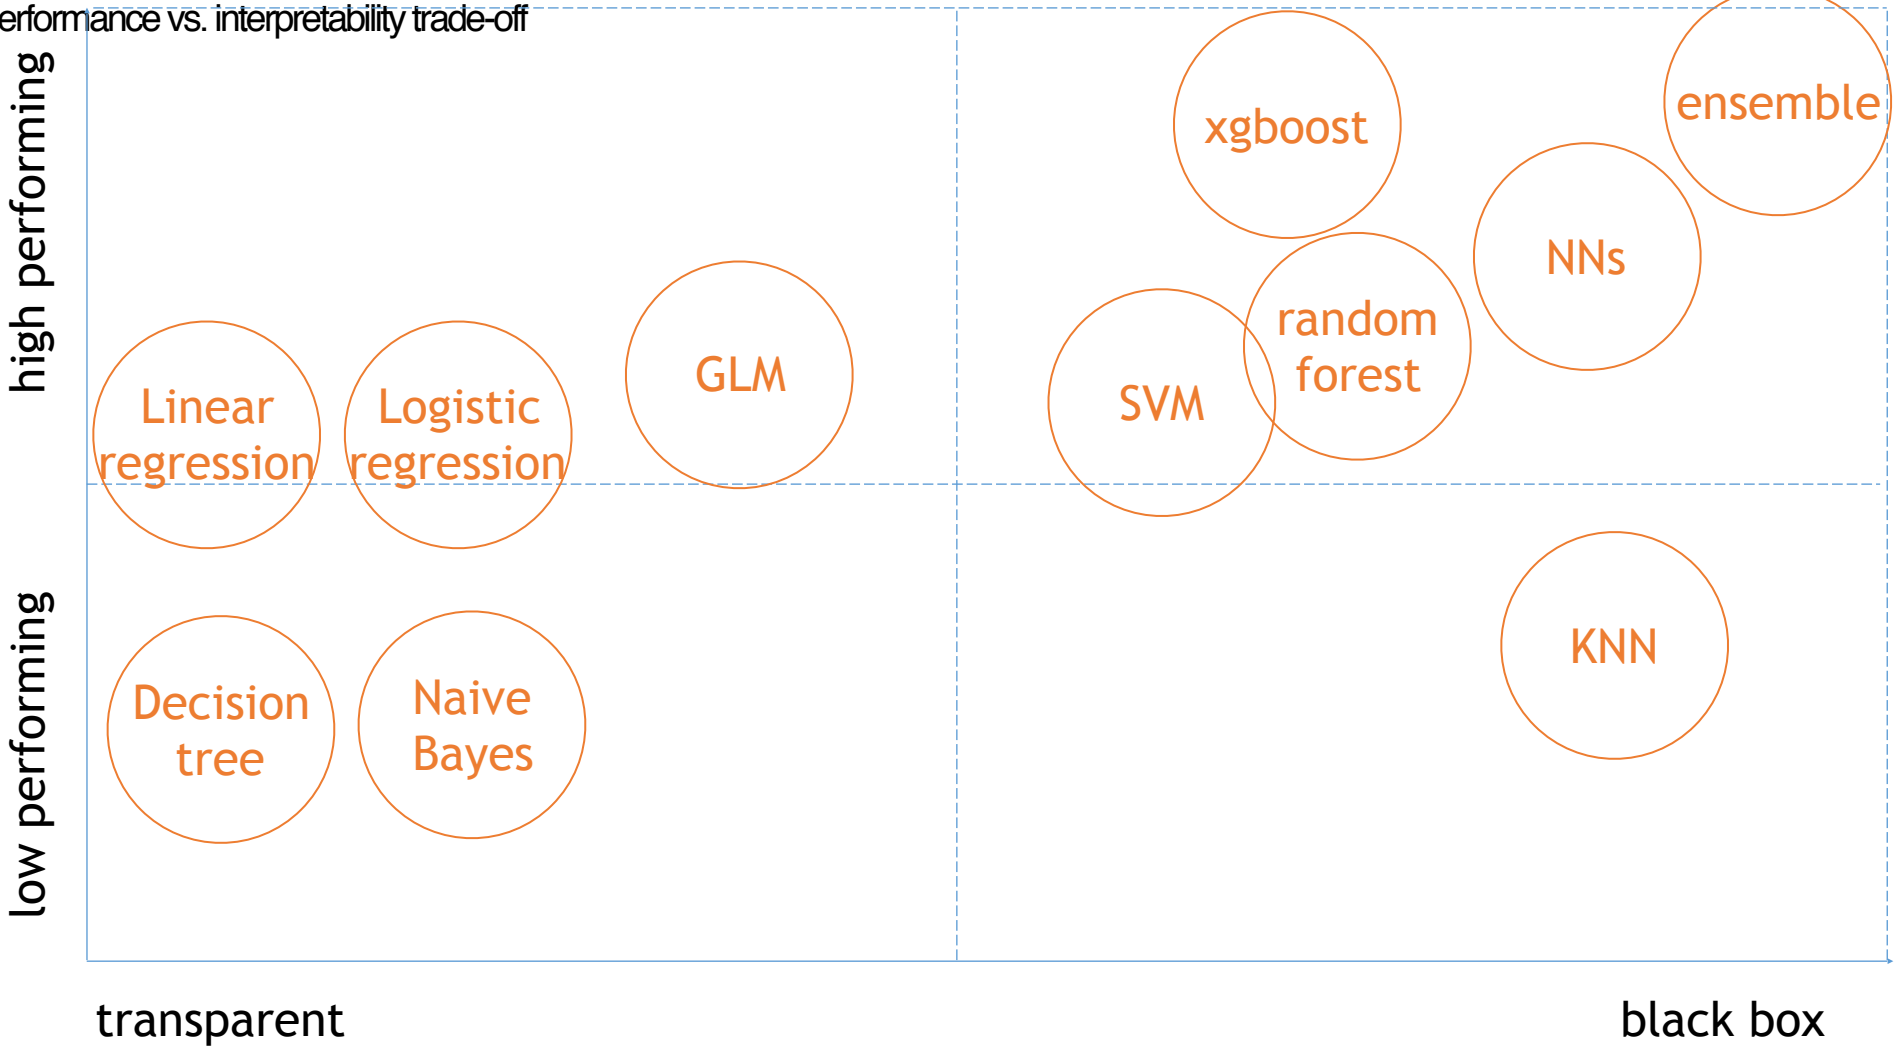 erformance vs. interpretability trade-off
high performing
low performing
xgboost
ensemble
NNs
random
forest
SVM
GLM
Linear
regression
Logistic
regression
KNN
Decision
tree
Naive
Bayes
transparent
black box